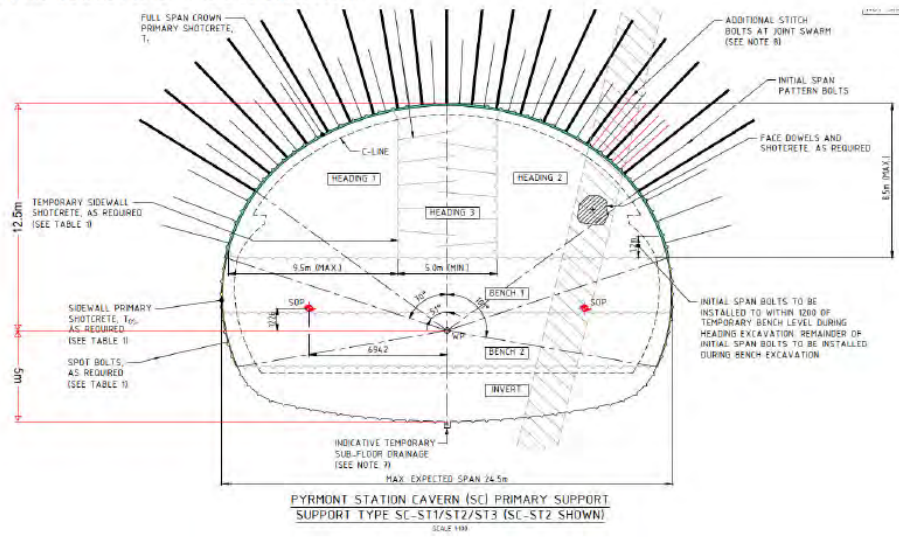 FULL SPAN CROWN
PRIMARY SHOTCRETE,
ADDITIONAL STITCH
BOLTS AT JOINT SWARM
(SEE NOTE 8)
INITIAL SPAN
PATTERN BOLTS
FACE DOWELS AND
SHOTCRETE, AS REQUIRED
C-LINE
HEADING 1
HEADING 2
HEADING 3
8.5m (MAX.)
12.5m
TEMPORARY SIDEWALL
SHOTCRETE, AS REQUIRED
(SEE TABLE 1)
9.5m (MAX.)
5.0m (MIN.)
BENCH 1
SOP
SOP
SIDEWALL PRIMARY
SHOTCRETE,
AS REQUIRED
(SEE TABLE 1)
WP
INITIAL SPAN BOLTS TO BE
INSTALLED TO WITHIN 1200 OF
TEMPORARY BENCH LEVEL DURING
HEADING EXCAVATION. REMAINDER OF
INITIAL SPAN BOLTS TO BE INSTALLED
DURING BENCH EXCAVATION
6942
BENCH 2
SPOT BOLTS,
AS REQUIRED
(SEE TABLE 1)
5m
INVERT
INDICATIVE TEMPORARY
SUB-FLOOR DRAINAGE
(SEE NOTE 7)
MAX. EXPECTED SPAN 24.5m
PYRMONT STATION CAVERN (SC) PRIMARY SUPPORT
SUPPORT TYPE SC-ST1/ST2/ST3 (SC-ST2 SHOWN)